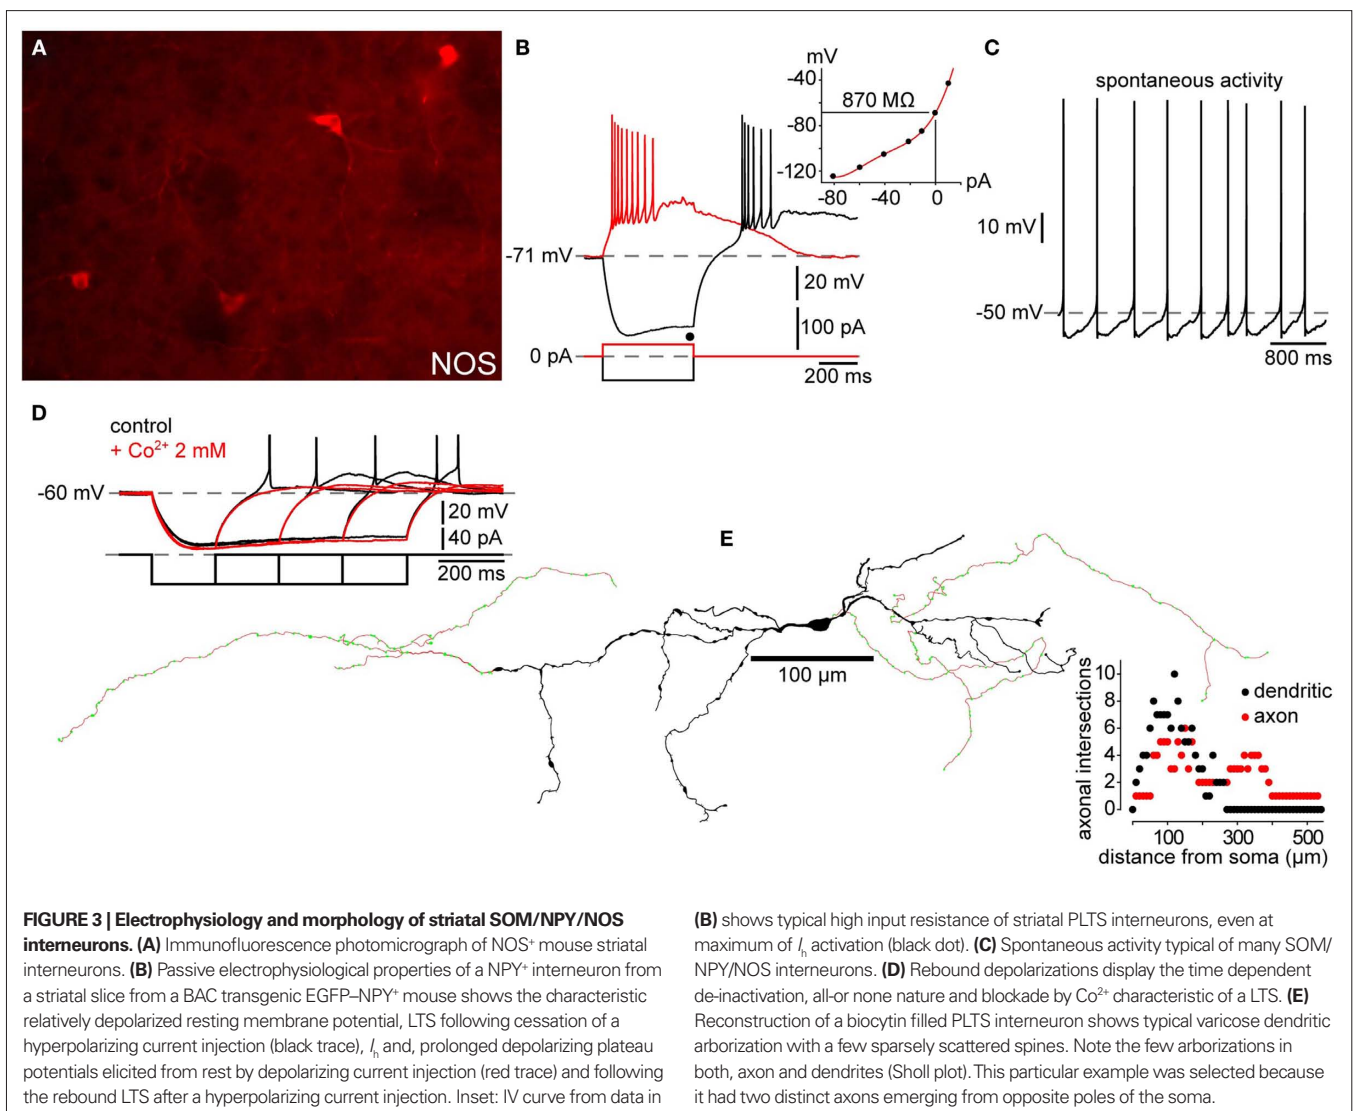 A
NOS
B
mV
-40
-80
-120
870 MΩ
-80
-40
0
pA
-71 mV
20 mV
100 pA
0 pA
200 ms
C
spontaneous activity
10 mV
-50 mV
800 ms
D
control
+ Co²⁺ 2 mM
-60 mV
20 mV
40 pA
200 ms
E
100 µm
axonal intersections
10
8
6
4
2
0
dendritic
axon
100
300
500
distance from soma (µm)
FIGURE 3 | Electrophysiology and morphology of striatal SOM/NPY/NOS
interneurons. (A) Immunofluorescence photomicrograph of NOS⁺ mouse striatal
interneurons. (B) Passive electrophysiological properties of a NPY⁺ interneuron from
a striatal slice from a BAC transgenic EGFP–NPY⁺ mouse shows the characteristic
relatively depolarized resting membrane potential, LTS following cessation of a
hyperpolarizing current injection (black trace), Iₕ and, prolonged depolarizing plateau
potentials elicited from rest by depolarizing current injection (red trace) and following
the rebound LTS after a hyperpolarizing current injection. Inset: IV curve from data in
(B) shows typical high input resistance of striatal PLTS interneurons, even at
maximum of Iₕ activation (black dot). (C) Spontaneous activity typical of many SOM/
NPY/NOS interneurons. (D) Rebound depolarizations display the time dependent
de-inactivation, all-or none nature and blockade by Co²⁺ characteristic of a LTS. (E)
Reconstruction of a biocytin filled PLTS interneuron shows typical varicose dendritic
arborization with a few sparsely scattered spines. Note the few arborizations in
both, axon and dendrites (Sholl plot). This particular example was selected because
it had two distinct axons emerging from opposite poles of the soma.